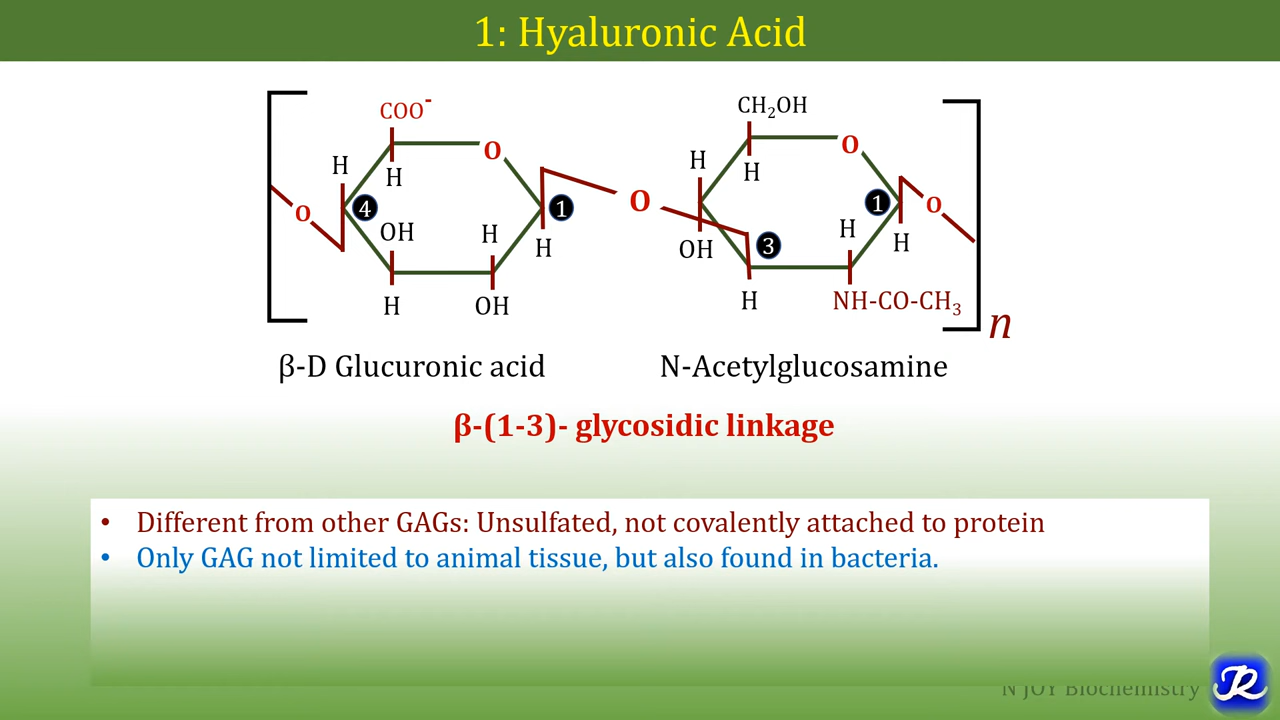 1: Hyaluronic Acid
COO⁻ CH₂OH
O O
H H H H
4 1 O 1 O
O OH H H 3 H
H OH H
H OH H NH-CO-CH₃
n
β-D Glucuronic acid N-Acetylglucosamine
β-(1-3)- glycosidic linkage
• Different from other GAGs: Unsulfated, not covalently attached to protein
• Only GAG not limited to animal tissue, but also found in bacteria.
N JOY Biochemistry